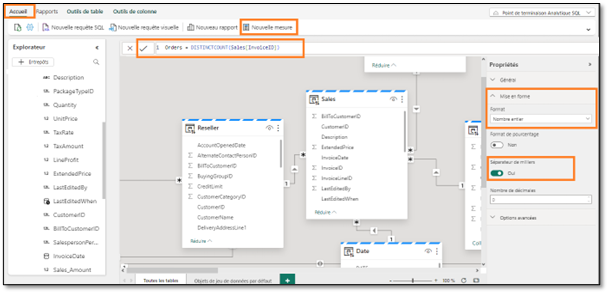 Accueil Rapports Outils de table Outils de colonne
Point de terminaison Analytique SQL
Nouvelle requête SQL Nouvelle requête visuelle Nouveau rapport Nouvelle mesure
Explorateur
+ Entrepôts
Description
PackageTypeID
Quantity
UnitPrice
TaxRate
TaxAmount
LineProfit
ExtendedPrice
LastEditedBy
LastEditedWhen
CustomerID
BillToCustomerID
SalespersonPer...
InvoiceDate
Sales_Amount
1 Orders = DISTINCTCOUNT(Sales[InvoiceID])
Réduire
Reseller
AccountOpenedDate
AlternateContactPersonID
BillToCustomerID
BuyingGroupID
CreditLimit
CustomerCategoryID
CustomerID
CustomerName
DeliveryAddressLine1
Réduire
Sales
BillToCustomerID
CustomerID
Description
ExtendedPrice
InvoiceDate
InvoiceID
InvoiceLineID
LastEditedBy
LastEditedWhen
Réduire
Date
Propriétés
Général
Mise en forme
Format
Nombre entier
Format de pourcentage
Non
Séparateur de milliers
Oui
Nombre de décimales
0
Options avancées
Toutes les tables Objets de jeu de données par défaut +
100 %